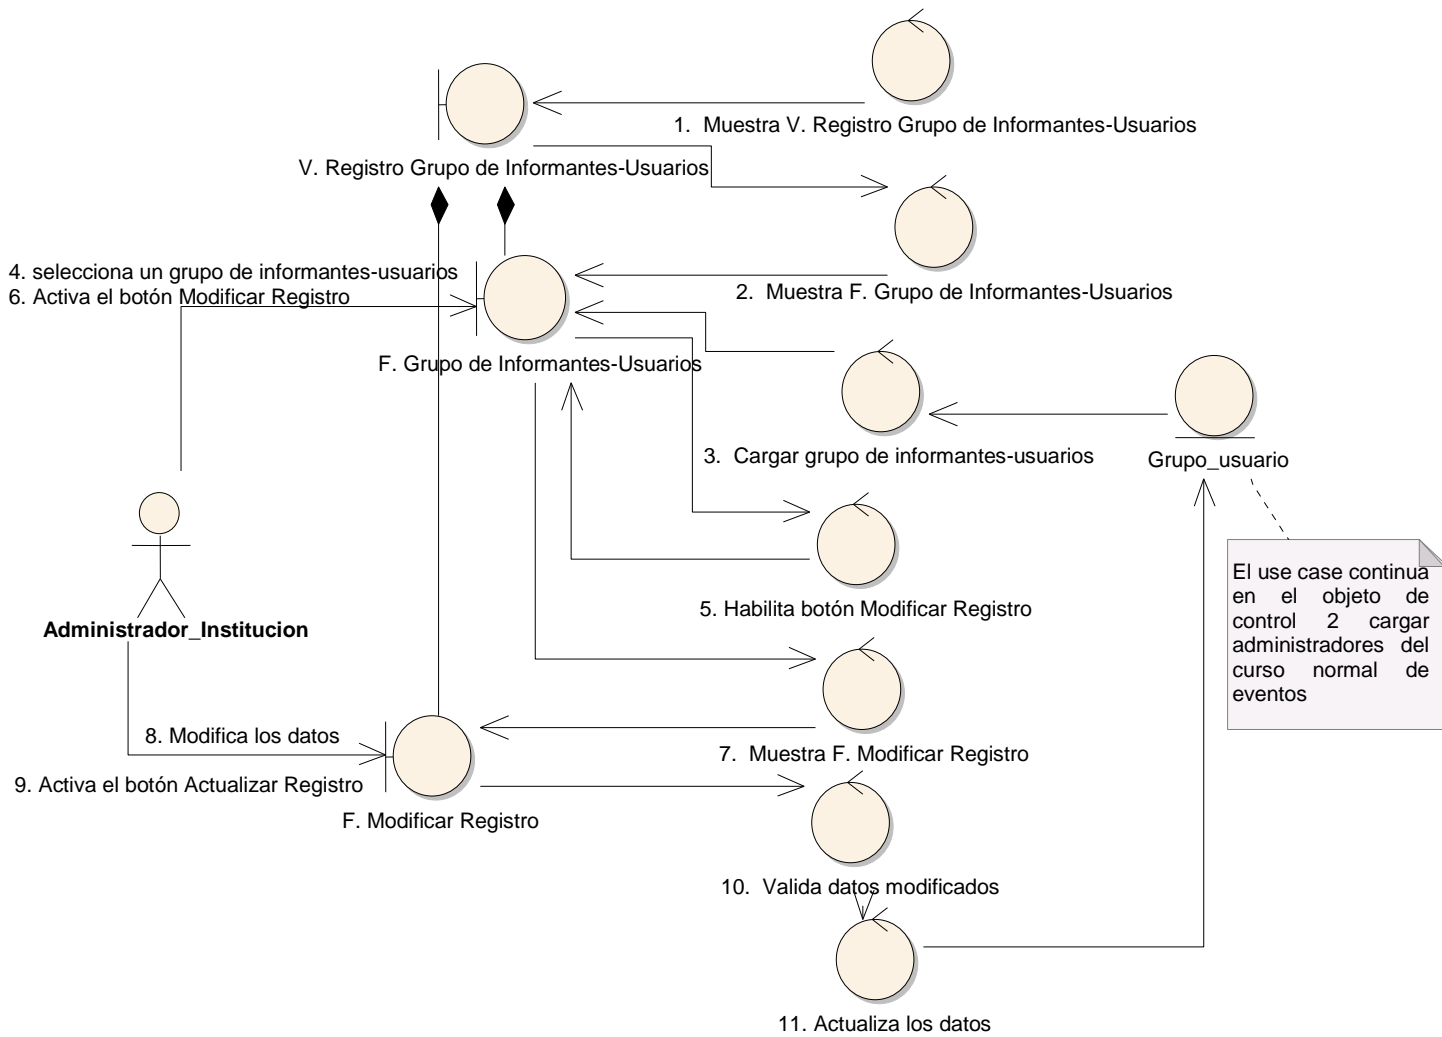 1.  Muestra V. Registro Grupo de Informantes-Usuarios
V. Registro Grupo de Informantes-Usuarios
4. selecciona un grupo de informantes-usuarios
6. Activa el botón Modificar Registro
2.  Muestra F. Grupo de Informantes-Usuarios
F. Grupo de Informantes-Usuarios
3.  Cargar grupo de informantes-usuarios
Grupo_usuario
El use case continua
en el objeto de
control 2 cargar
administradores del
curso normal de
eventos
5. Habilita botón Modificar Registro
Administrador_Institucion
8. Modifica los datos
7.  Muestra F. Modificar Registro
9. Activa el botón Actualizar Registro
F. Modificar Registro
10.  Valida datos modificados
11. Actualiza los datos